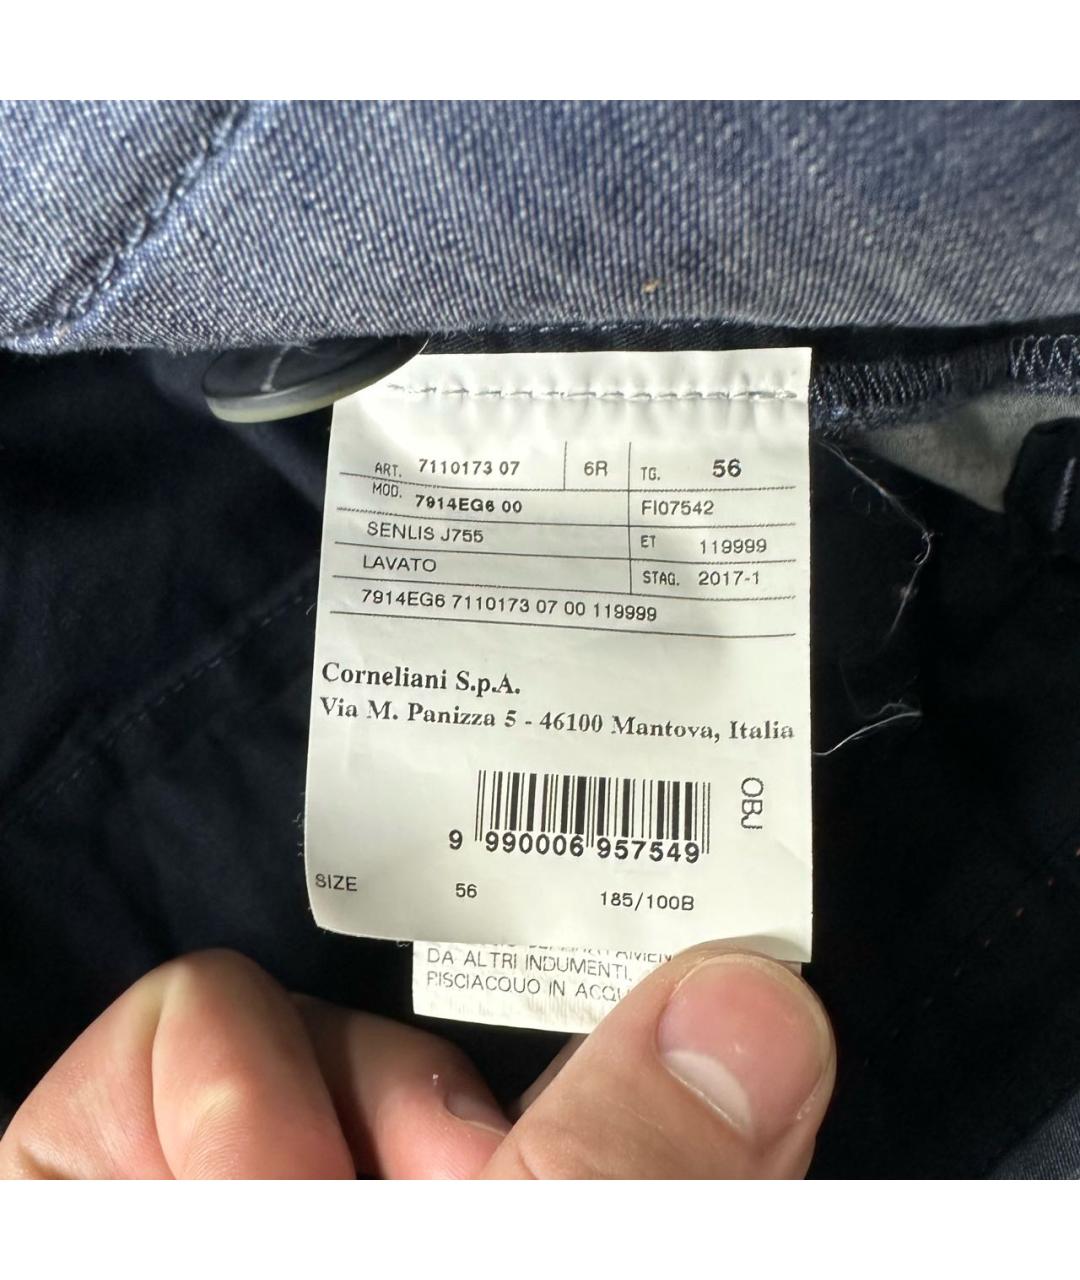 ART. 7110173 07 6R TG. 56
MOD. 7914EG6 00 FI07542
SENLIS J755 ET 119999
LAVATO STAG. 2017-1
7914EG6 7110173 07 00 119999
Corneliani S.p.A.
Via M. Panizza 5 - 46100 Mantova, Italia
OBJ
9 990006 957549
SIZE 56 185/100B
DA ALTRI INDUMENTI.
RISCIACQUO IN